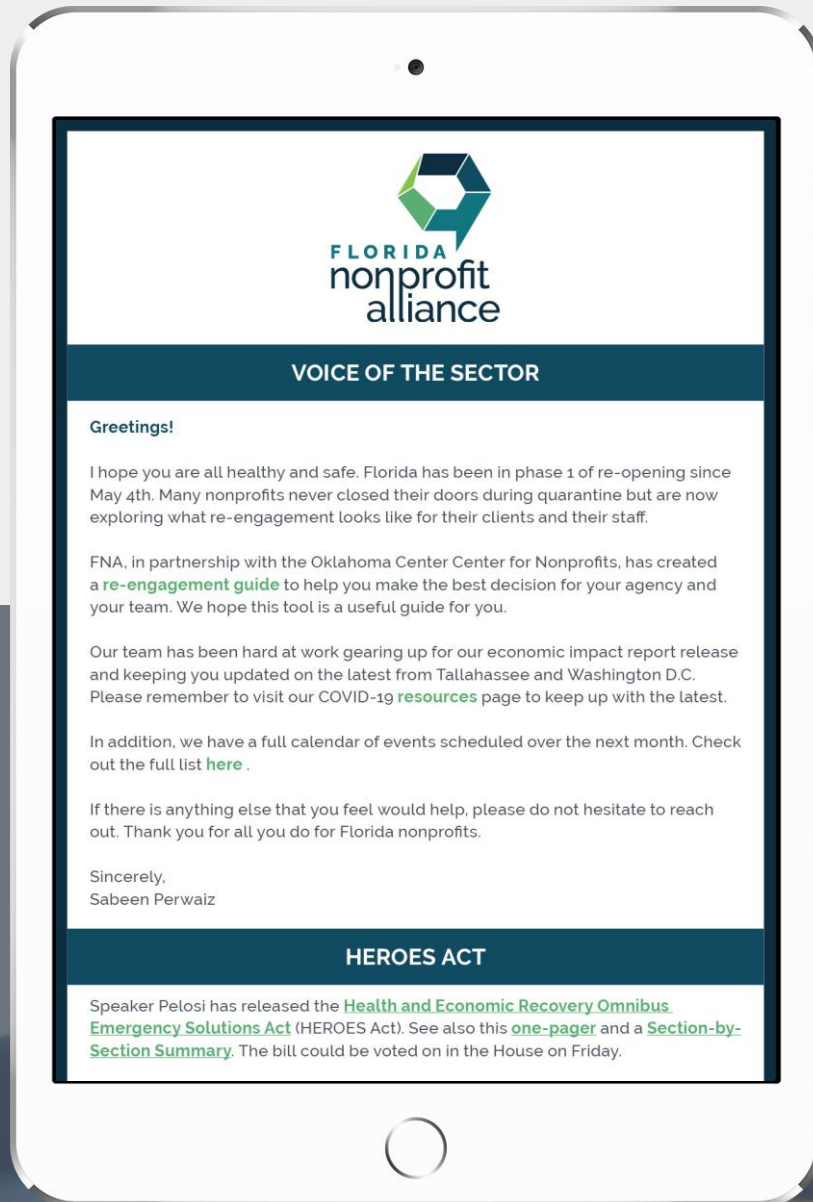 FLORIDA
nonprofit
alliance
VOICE OF THE SECTOR
Greetings!
I hope you are all healthy and safe. Florida has been in phase 1 of re-opening since
May 4th. Many nonprofits never closed their doors during quarantine but are now
exploring what re-engagement looks like for their clients and their staff.
FNA, in partnership with the Oklahoma Center Center for Nonprofits, has created
a re-engagement guide to help you make the best decision for your agency and
your team. We hope this tool is a useful guide for you.
Our team has been hard at work gearing up for our economic impact report release
and keeping you updated on the latest from Tallahassee and Washington D.C.
Please remember to visit our COVID-19 resources page to keep up with the latest.
In addition, we have a full calendar of events scheduled over the next month. Check
out the full list here .
If there is anything else that you feel would help, please do not hesitate to reach
out. Thank you for all you do for Florida nonprofits.
Sincerely,
Sabeen Perwaiz
HEROES ACT
Speaker Pelosi has released the Health and Economic Recovery Omnibus
Emergency Solutions Act (HEROES Act). See also this one-pager and a Section-by-
Section Summary. The bill could be voted on in the House on Friday.